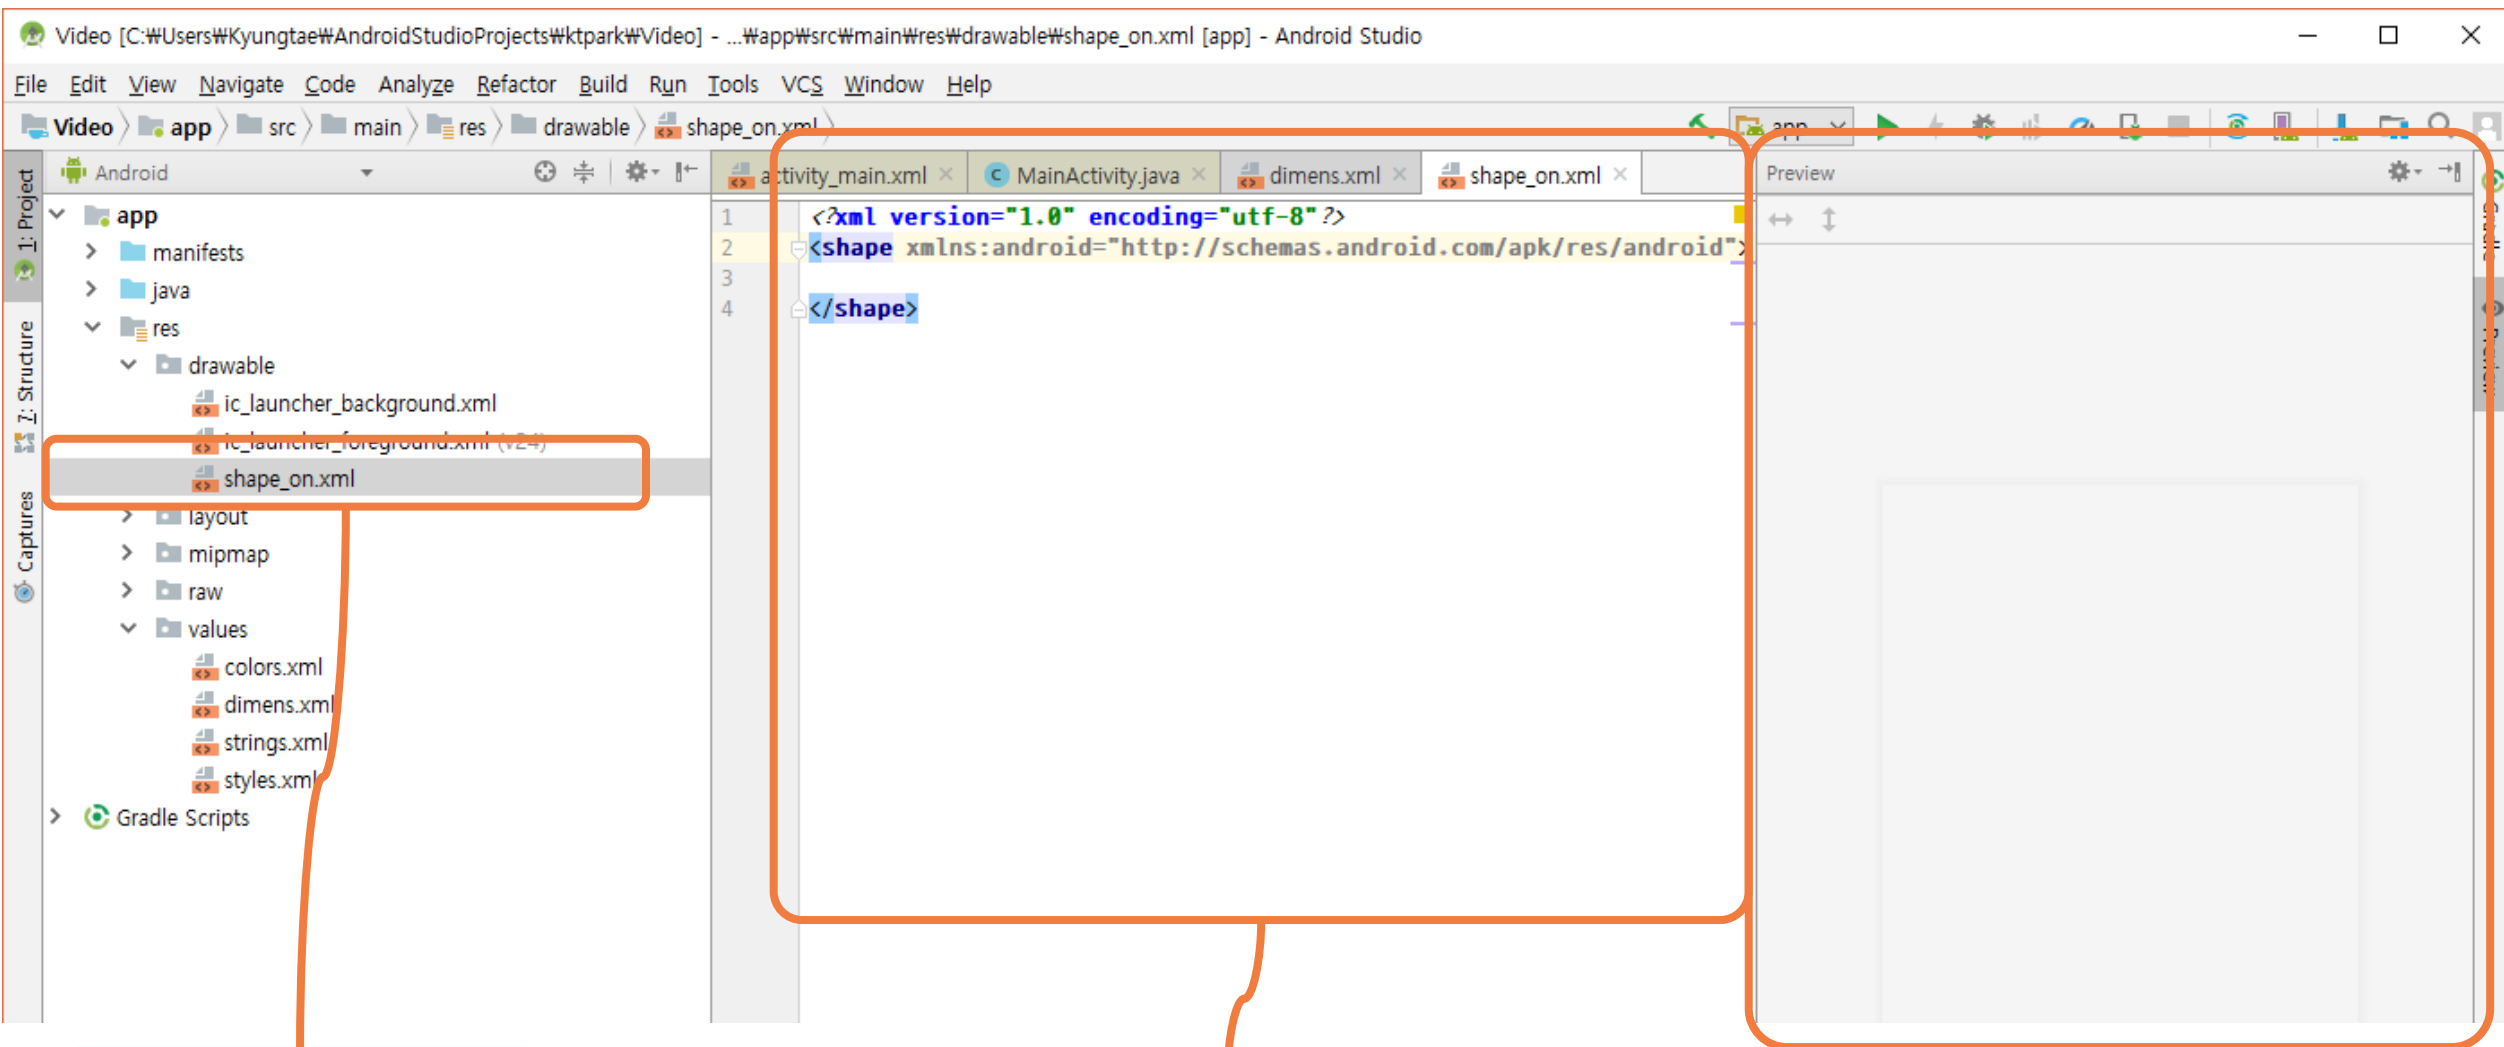 Video [C:₩Users₩Kyungtae₩AndroidStudioProjects₩ktpark₩Video] - ...₩app₩src₩main₩res₩drawable₩shape_on.xml [app] - Android Studio
File Edit View Navigate Code Analyze Refactor Build Run Tools VCS Window Help
Video app src main res drawable shape_on.xml
app
1: Project
7: Structure
Captures
Android
app
manifests
java
res
drawable
ic_launcher_background.xml
ic_launcher_foreground.xml (v24)
shape_on.xml
layout
mipmap
raw
values
colors.xml
dimens.xml
strings.xml
styles.xml
Gradle Scripts
activity_main.xml MainActivity.java dimens.xml shape_on.xml
1 <?xml version="1.0" encoding="utf-8"?>
2 <shape xmlns:android="http://schemas.android.com/apk/res/android">
3
4 </shape>
Preview